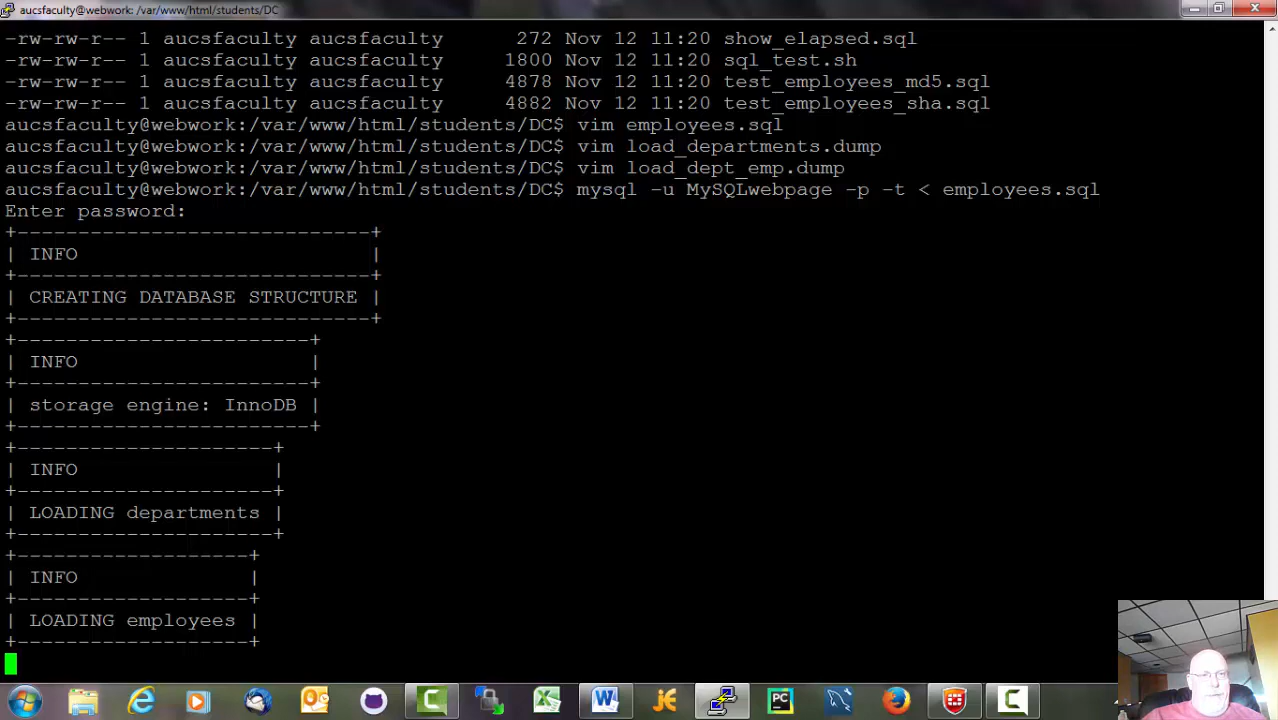 aucsfaculty@webwork: /var/www/html/students/DC
-rw-rw-r-- 1 aucsfaculty aucsfaculty 272 Nov 12 11:20 show_elapsed.sql
-rw-rw-r-- 1 aucsfaculty aucsfaculty 1800 Nov 12 11:20 sql_test.sh
-rw-rw-r-- 1 aucsfaculty aucsfaculty 4878 Nov 12 11:20 test_employees_md5.sql
-rw-rw-r-- 1 aucsfaculty aucsfaculty 4882 Nov 12 11:20 test_employees_sha.sql
aucsfaculty@webwork:/var/www/html/students/DC$ vim employees.sql
aucsfaculty@webwork:/var/www/html/students/DC$ vim load_departments.dump
aucsfaculty@webwork:/var/www/html/students/DC$ vim load_dept_emp.dump
aucsfaculty@webwork:/var/www/html/students/DC$ mysql -u MySQLwebpage -p -t < employees.sql
Enter password:
+-----------------------------+
| INFO |
+-----------------------------+
| CREATING DATABASE STRUCTURE |
+-----------------------------+
+------------------------+
| INFO |
+------------------------+
| storage engine: InnoDB |
+------------------------+
+---------------------+
| INFO |
+---------------------+
| LOADING departments |
+---------------------+
+-------------------+
| INFO |
+-------------------+
| LOADING employees |
+-------------------+